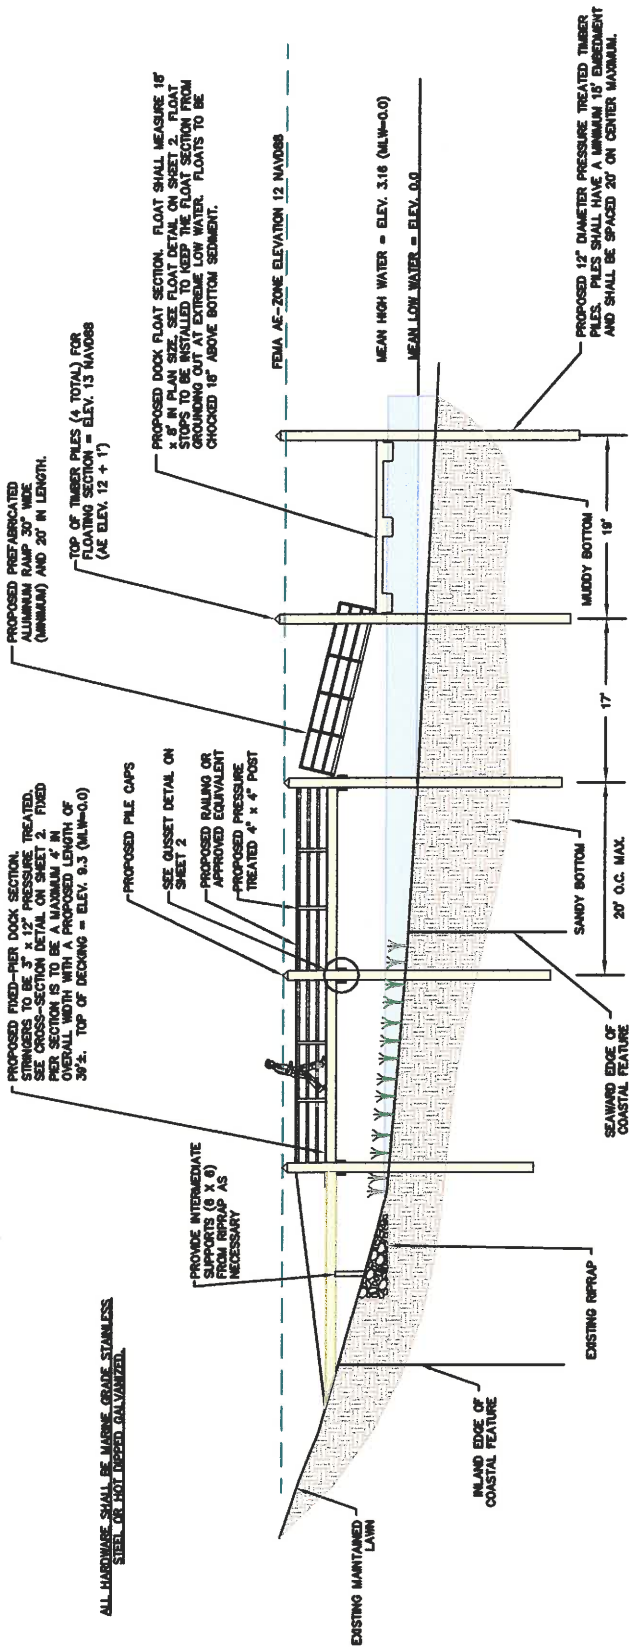 ALL HARDWARE SHALL BE MARINE GRADE STAINLESS
STEEL OR HOT DIPPED GALVANIZED.
PROPOSED FIXED-PIER DOCK SECTION.
STRINGERS TO BE 3" x 12" PRESSURE TREATED.
SEE CROSS-SECTION DETAIL ON SHEET 2. FIXED
PIER SECTION IS TO BE A MAXIMUM 4' IN
OVERALL WIDTH WITH A PROPOSED LENGTH OF
39'±. TOP OF DECKING = ELEV. 9.3 (MLW=0.0)
PROPOSED PREFABRICATED
ALUMINUM RAMP 30" WIDE
(MINIMUM) AND 20' IN LENGTH.
TOP OF TIMBER PILES (4 TOTAL) FOR
FLOATING SECTION = ELEV. 13 NAVD88
(AE ELEV. 12 + 1')
PROPOSED DOCK FLOAT SECTION. FLOAT SHALL MEASURE 18'
x 8' IN PLAN SIZE. SEE FLOAT DETAIL ON SHEET 2. FLOAT
STOPS TO BE INSTALLED TO KEEP THE FLOAT SECTION FROM
GROUNDING OUT AT EXTREME LOW WATER. FLOATS TO BE
CHOCKED 18" ABOVE BOTTOM SEDIMENT.
PROPOSED PILE CAPS
SEE GUSSET DETAIL ON
SHEET 2
PROPOSED RAILING OR
APPROVED EQUIVALENT
PROPOSED PRESSURE
TREATED 4" x 4" POST
PROVIDE INTERMEDIATE
SUPPORTS (6 X 6)
FROM RIPRAP AS
NECESSARY
FEMA AE-ZONE ELEVATION 12 NAVD88
MEAN HIGH WATER = ELEV. 3.16 (MLW=0.0)
MEAN LOW WATER = ELEV. 0.0
EXISTING MAINTAINED
LAWN
INLAND EDGE OF
COASTAL FEATURE
EXISTING RIPRAP
SEAWARD EDGE OF
COASTAL FEATURE
SANDY BOTTOM
MUDDY BOTTOM
20' O.C. MAX.
17'
19'
PROPOSED 12" DIAMETER PRESSURE TREATED TIMBER
PILES. PILES SHALL HAVE A MINIMUM 15' EMBEDMENT
AND SHALL BE SPACED 20' ON CENTER MAXIMUM.